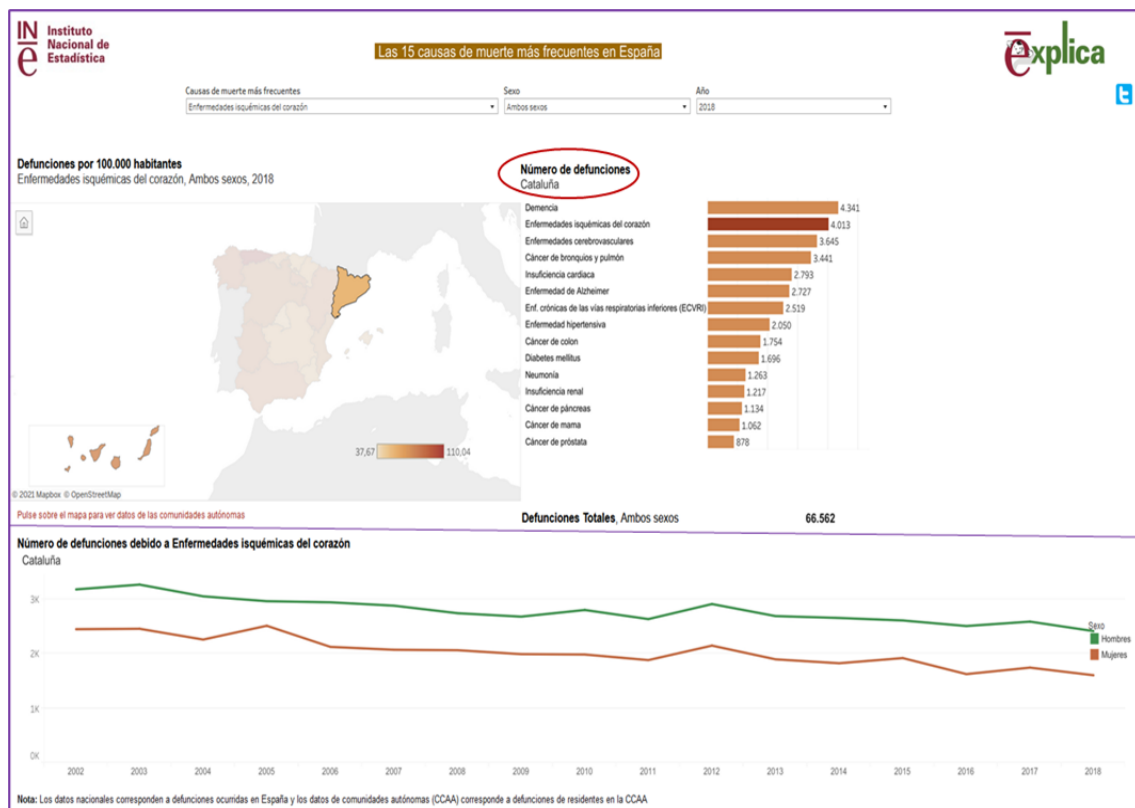 INe Instituto
Nacional de
Estadística
Las 15 causas de muerte más frecuentes en España
explica
Causas de muerte más frecuentes
Sexo
Año
Enfermedades isquémicas del corazón
Ambos sexos
2018
Defunciones por 100.000 habitantes
Enfermedades isquémicas del corazón, Ambos sexos, 2018
Número de defunciones
Cataluña
Demencia 4.341
Enfermedades isquémicas del corazón 4.013
Enfermedades cerebrovasculares 3.645
Cáncer de bronquios y pulmón 3.441
Insuficiencia cardiaca 2.793
Enfermedad de Alzheimer 2.727
Enf. crónicas de las vías respiratorias inferiores (ECVRI) 2.519
Enfermedad hipertensiva 2.050
Cáncer de colon 1.754
Diabetes mellitus 1.696
Neumonía 1.263
Insuficiencia renal 1.217
Cáncer de páncreas 1.134
Cáncer de mama 1.062
Cáncer de próstata 878
37,67 110,04
© 2021 Mapbox © OpenStreetMap
Pulse sobre el mapa para ver datos de las comunidades autónomas
Defunciones Totales, Ambos sexos 66.562
Número de defunciones debido a Enfermedades isquémicas del corazón
Cataluña
3K
2K
1K
0K
Sexo
Hombres
Mujeres
2002 2003 2004 2005 2006 2007 2008 2009 2010 2011 2012 2013 2014 2015 2016 2017 2018
Nota: Los datos nacionales corresponden a defunciones ocurridas en España y los datos de comunidades autónomas (CCAA) corresponde a defunciones de residentes en la CCAA